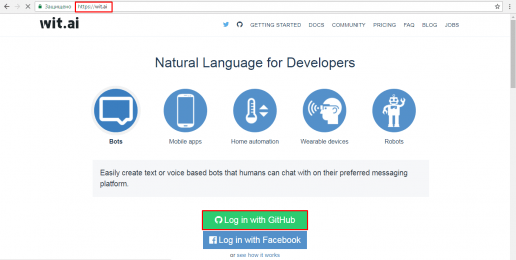 Защищено https://wit.ai
wit.ai
GETTING STARTED DOCS COMMUNITY PRICING FAQ BLOG JOBS
Natural Language for Developers
Bots Mobile apps Home automation Wearable devices Robots
Easily create text or voice based bots that humans can chat with on their preferred messaging
platform.
Log in with GitHub
Log in with Facebook
or see how it works